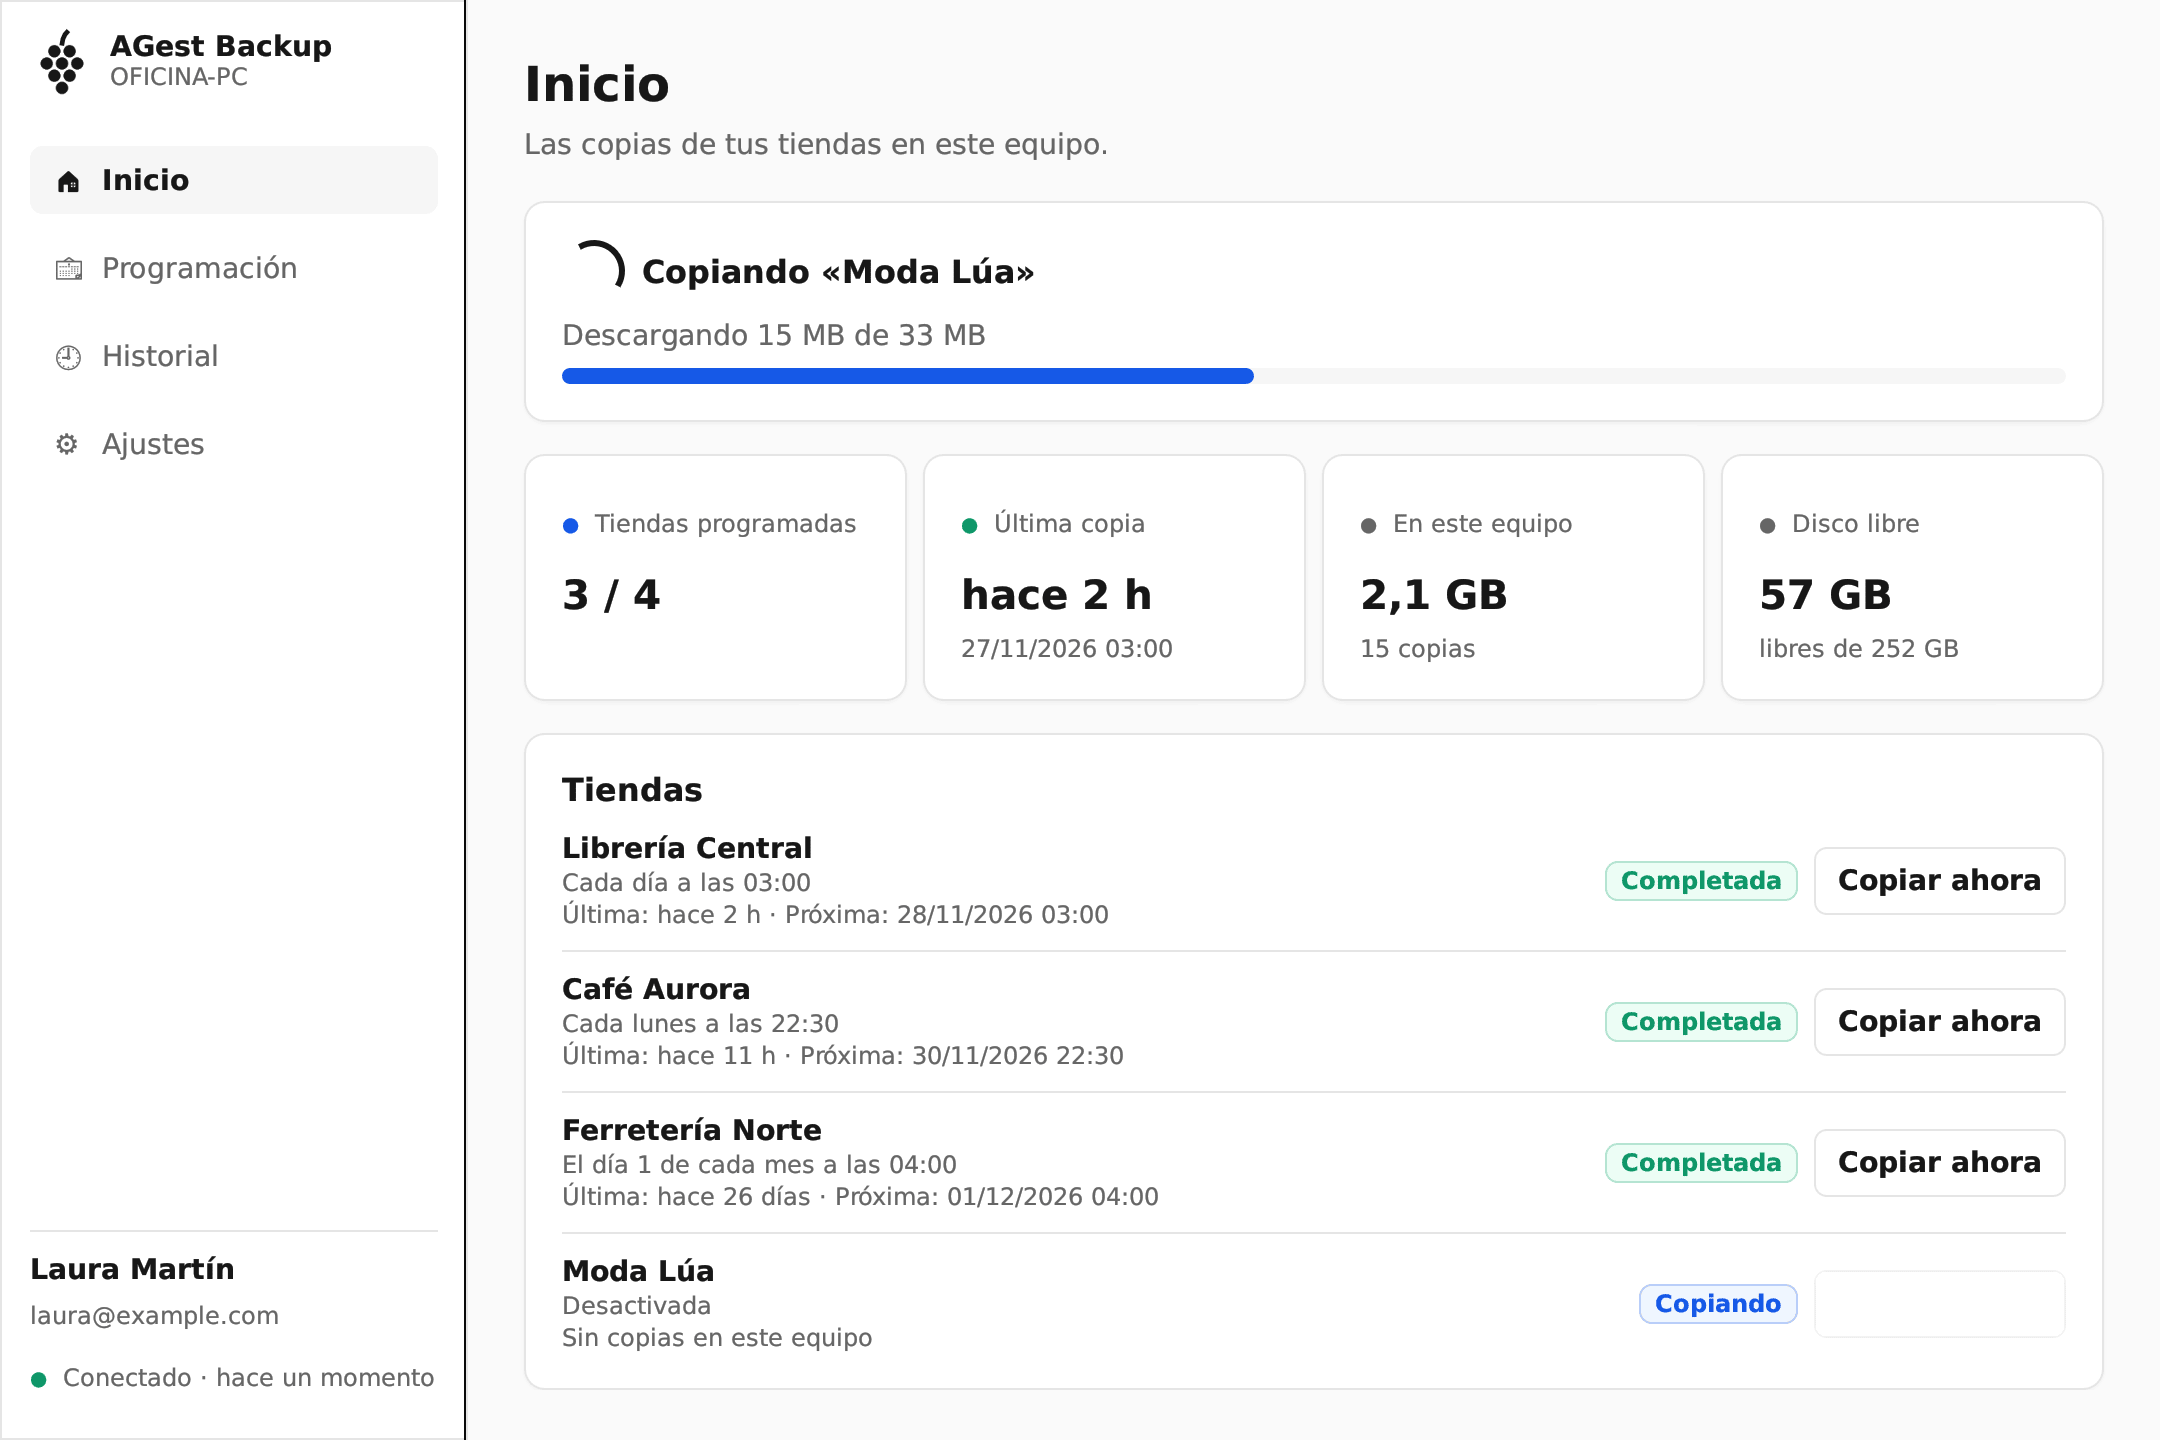 AGest Backup
OFICINA-PC
Inicio
Programación
Historial
Ajustes
Laura Martín
laura@example.com
Conectado · hace un momento
Inicio
Las copias de tus tiendas en este equipo.
Copiando «Moda Lúa»
Descargando 15 MB de 33 MB
Tiendas programadas
3 / 4
Última copia
hace 2 h
27/11/2026 03:00
En este equipo
2,1 GB
15 copias
Disco libre
57 GB
libres de 252 GB
Tiendas
Librería Central
Cada día a las 03:00
Última: hace 2 h · Próxima: 28/11/2026 03:00
Completada
Copiar ahora
Café Aurora
Cada lunes a las 22:30
Última: hace 11 h · Próxima: 30/11/2026 22:30
Completada
Copiar ahora
Ferretería Norte
El día 1 de cada mes a las 04:00
Última: hace 26 días · Próxima: 01/12/2026 04:00
Completada
Copiar ahora
Moda Lúa
Desactivada
Sin copias en este equipo
Copiando